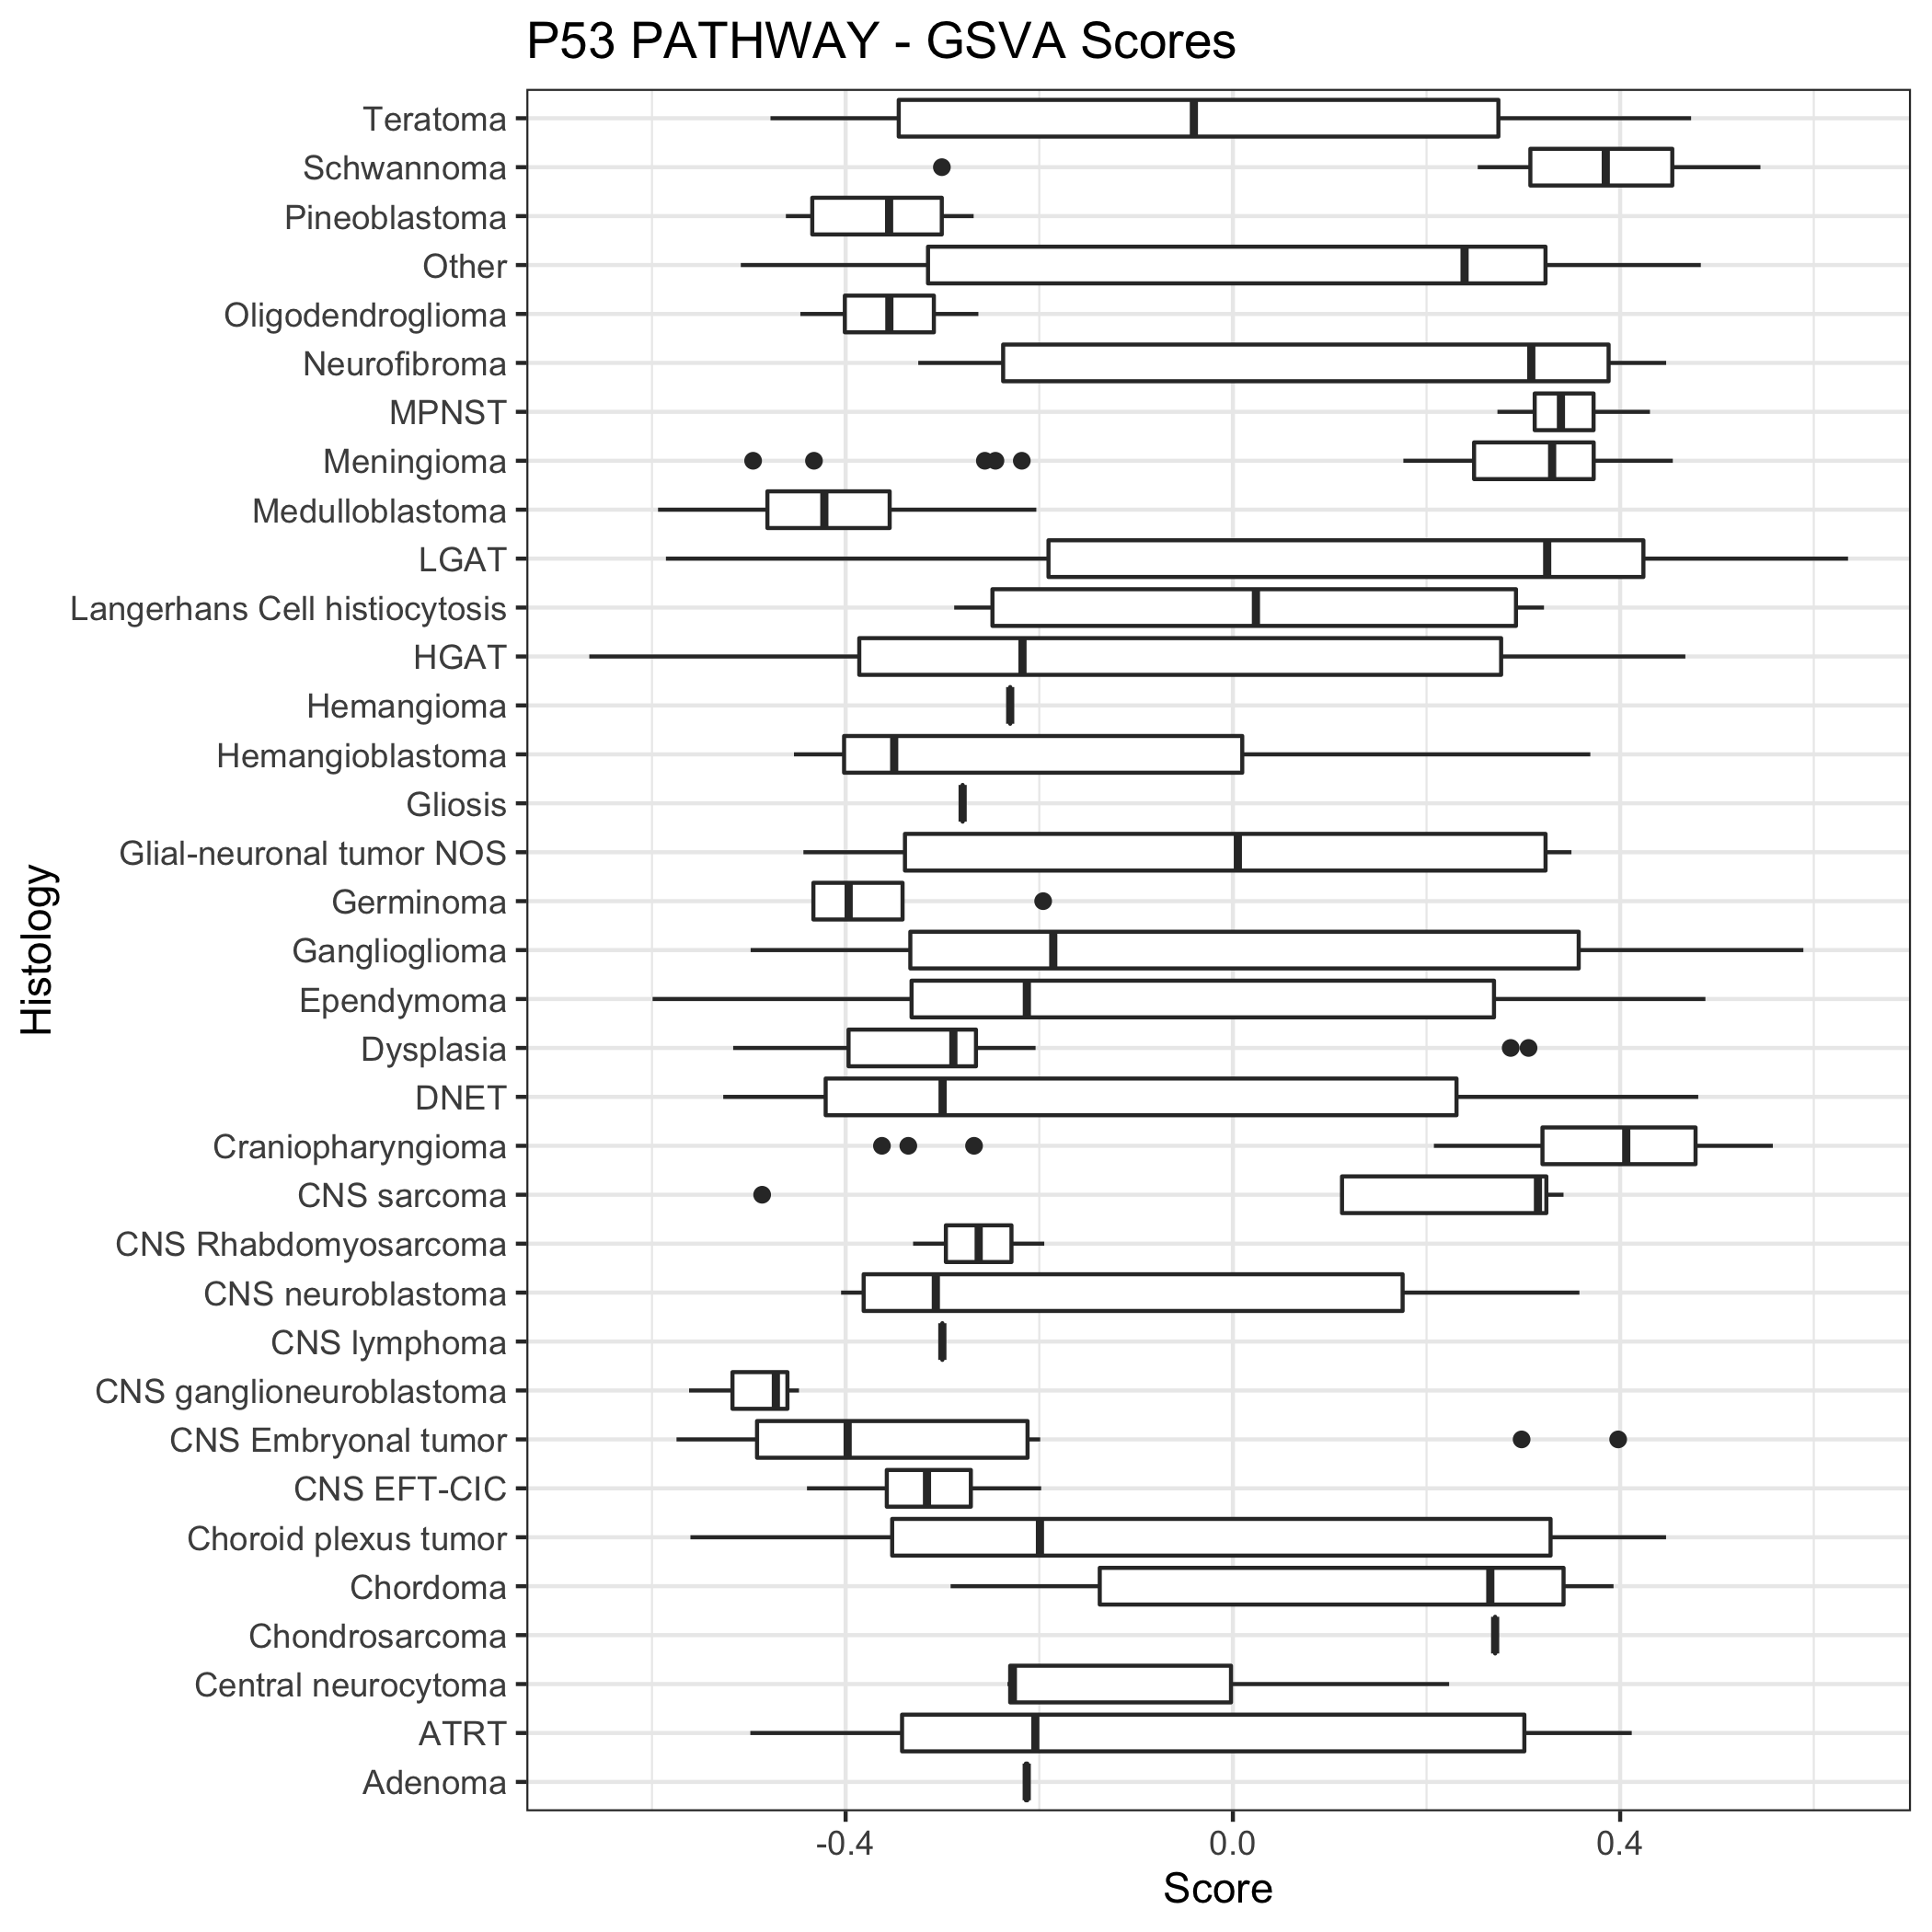 P53 PATHWAY - GSVA Scores
Teratoma
Schwannoma
Pineoblastoma
Other
Oligodendroglioma
Neurofibroma
MPNST
Meningioma
Medulloblastoma
LGAT
Langerhans Cell histiocytosis
HGAT
Hemangioma
Hemangioblastoma
Gliosis
Glial-neuronal tumor NOS
Germinoma
Ganglioglioma
Ependymoma
Dysplasia
DNET
Craniopharyngioma
CNS sarcoma
CNS Rhabdomyosarcoma
CNS neuroblastoma
CNS lymphoma
CNS ganglioneuroblastoma
CNS Embryonal tumor
CNS EFT-CIC
Choroid plexus tumor
Chordoma
Chondrosarcoma
Central neurocytoma
ATRT
Adenoma
Histology
-0.4 0.0 0.4
Score